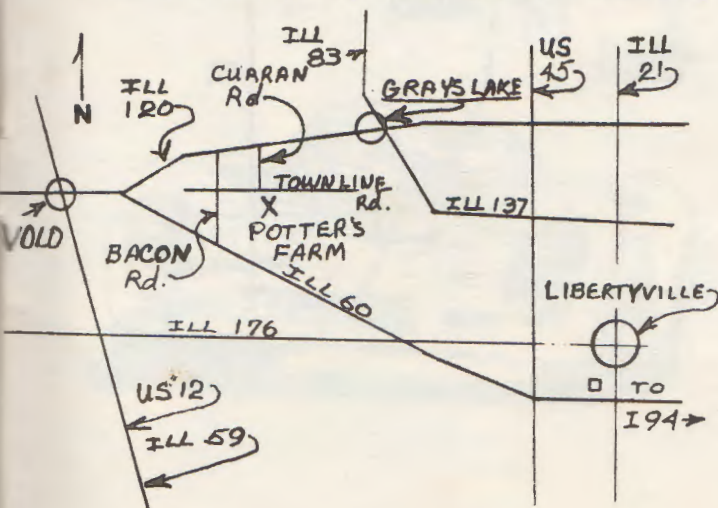 ILL
83
US
45
ILL
21
CURRAN
Rd
ILL
120
N
GRAYSLAKE
TOWNLINE
Rd.
X
POTTER'S
FARM
ILL 137
VOLO
BACON
Rd.
ILL 60
LIBERTYVILLE
ILL 176
US 12
TO
I94
ILL 59